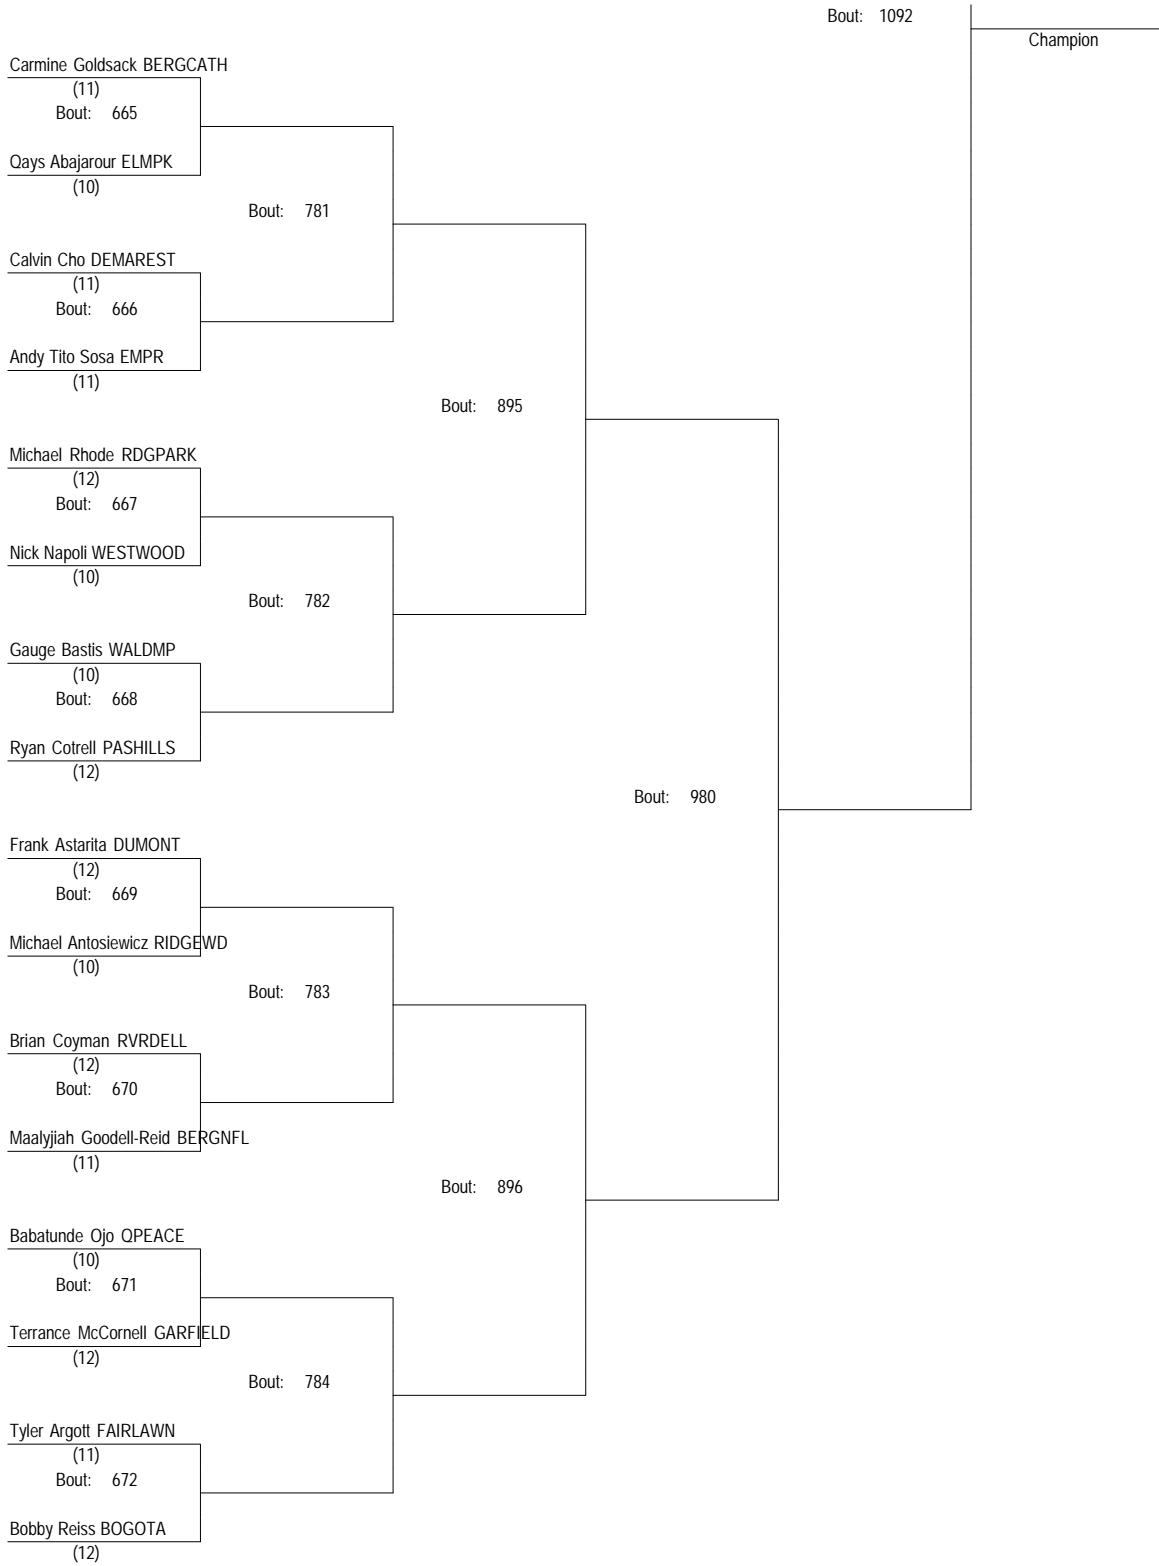 Bout: 1092
Champion
Carmine Goldsack BERGCATH
(11)
Bout: 665
Qays Abajarour ELMPK
(10)
Bout: 781
Calvin Cho DEMAREST
(11)
Bout: 666
Andy Tito Sosa EMPR
(11)
Bout: 895
Michael Rhode RDGPARK
(12)
Bout: 667
Nick Napoli WESTWOOD
(10)
Bout: 782
Gauge Bastis WALDMP
(10)
Bout: 668
Ryan Cotrell PASHILLS
(12)
Bout: 980
Frank Astarita DUMONT
(12)
Bout: 669
Michael Antosiewicz RIDGEWD
(10)
Bout: 783
Brian Coyman RVRDELL
(12)
Bout: 670
Maalyjiah Goodell-Reid BERGNFL
(11)
Bout: 896
Babatunde Ojo QPEACE
(10)
Bout: 671
Terrance McCornell GARFIELD
(12)
Bout: 784
Tyler Argott FAIRLAWN
(11)
Bout: 672
Bobby Reiss BOGOTA
(12)